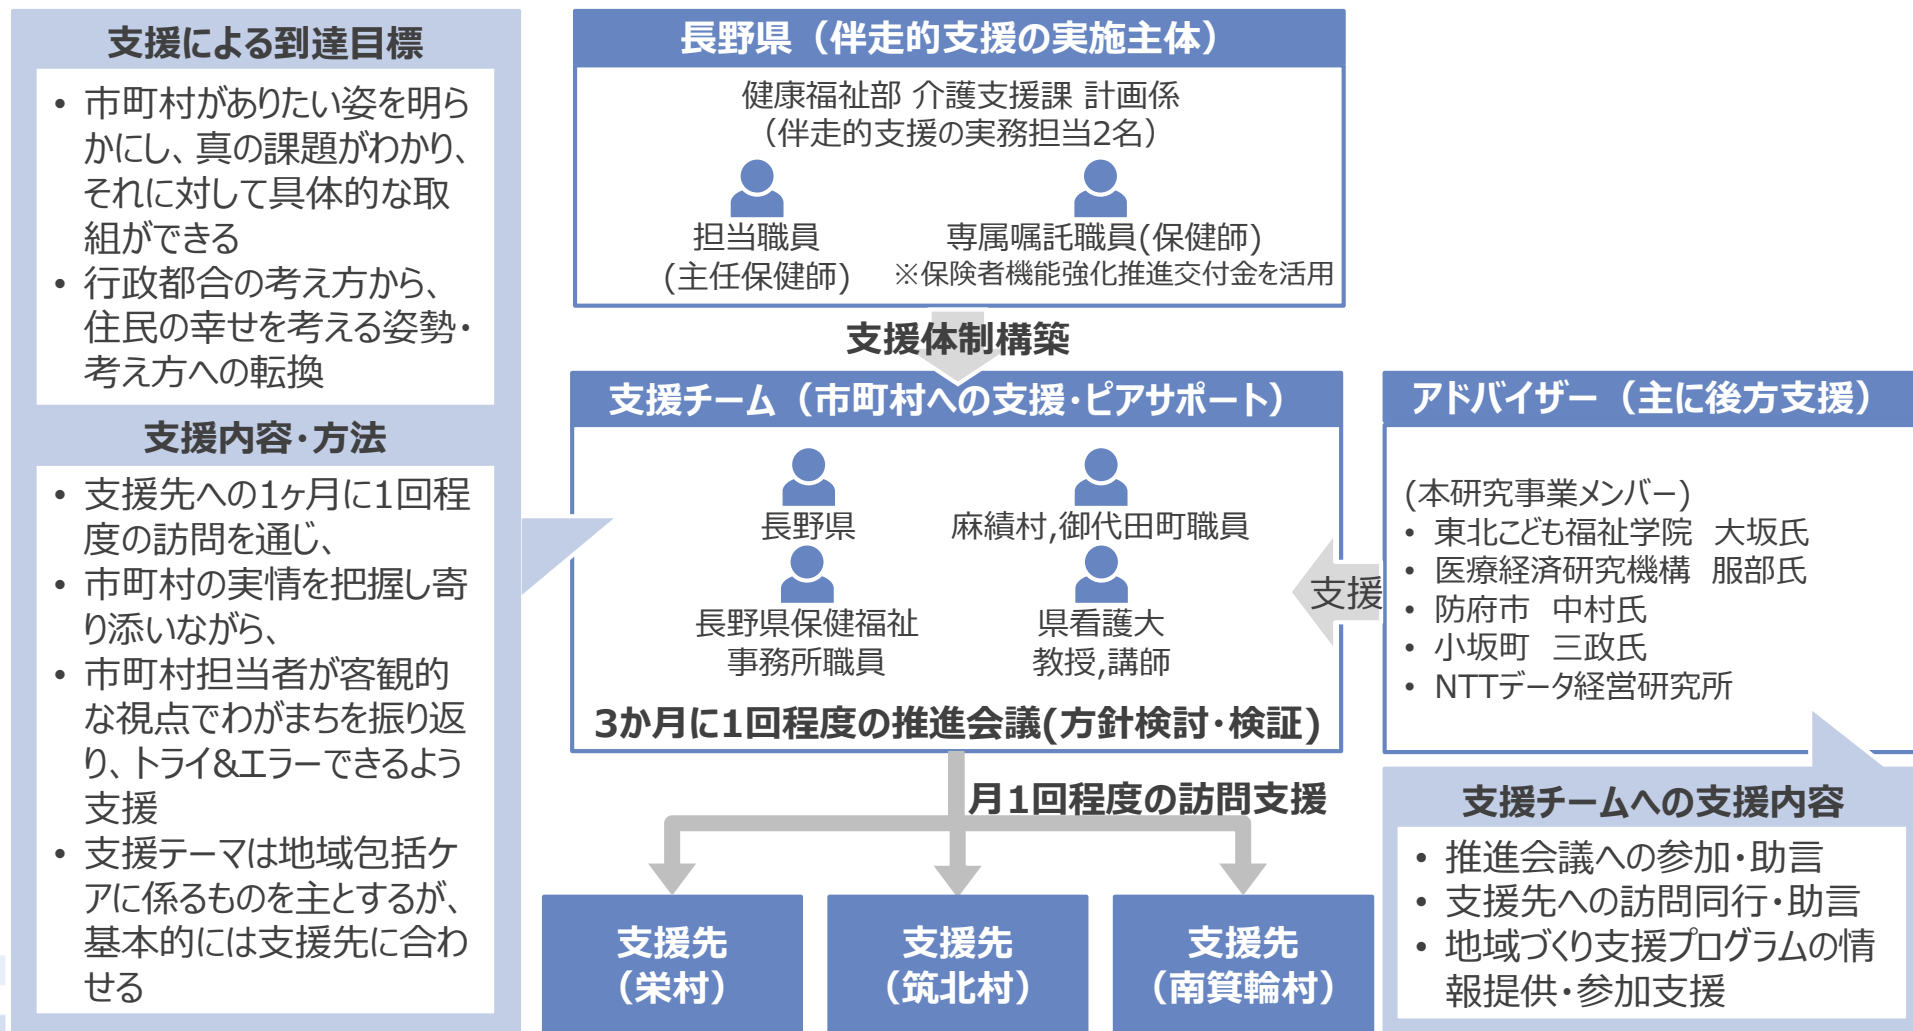 支援による到達目標
• 市町村がありたい姿を明ら
かにし、真の課題がわかり、
それに対して具体的な取
組ができる
• 行政都合の考え方から、
住民の幸せを考える姿勢・
考え方への転換
支援内容・方法
• 支援先への1ヶ月に1回程
度の訪問を通じ、
• 市町村の実情を把握し寄
り添いながら、
• 市町村担当者が客観的
な視点でわがまちを振り返
り、トライ&エラーできるよう
支援
• 支援テーマは地域包括ケ
アに係るものを主とするが、
基本的には支援先に合わ
せる
長野県（伴走的支援の実施主体）
健康福祉部 介護支援課 計画係
（伴走的支援の実務担当2名）
担当職員
(主任保健師)
専属嘱託職員(保健師)
※保険者機能強化推進交付金を活用
支援体制構築
支援チーム（市町村への支援・ピアサポート）
長野県
麻績村,御代田町職員
長野県保健福祉
事務所職員
県看護大
教授,講師
3か月に1回程度の推進会議(方針検討・検証)
月1回程度の訪問支援
支援先
（栄村）
支援先
（筑北村）
支援先
（南箕輪村）
アドバイザー（主に後方支援）
(本研究事業メンバー)
• 東北こども福祉学院　大坂氏
• 医療経済研究機構　服部氏
• 防府市　中村氏
• 小坂町　三政氏
• NTTデータ経営研究所
支援
支援チームへの支援内容
• 推進会議への参加・助言
• 支援先への訪問同行・助言
• 地域づくり支援プログラムの情
報提供・参加支援